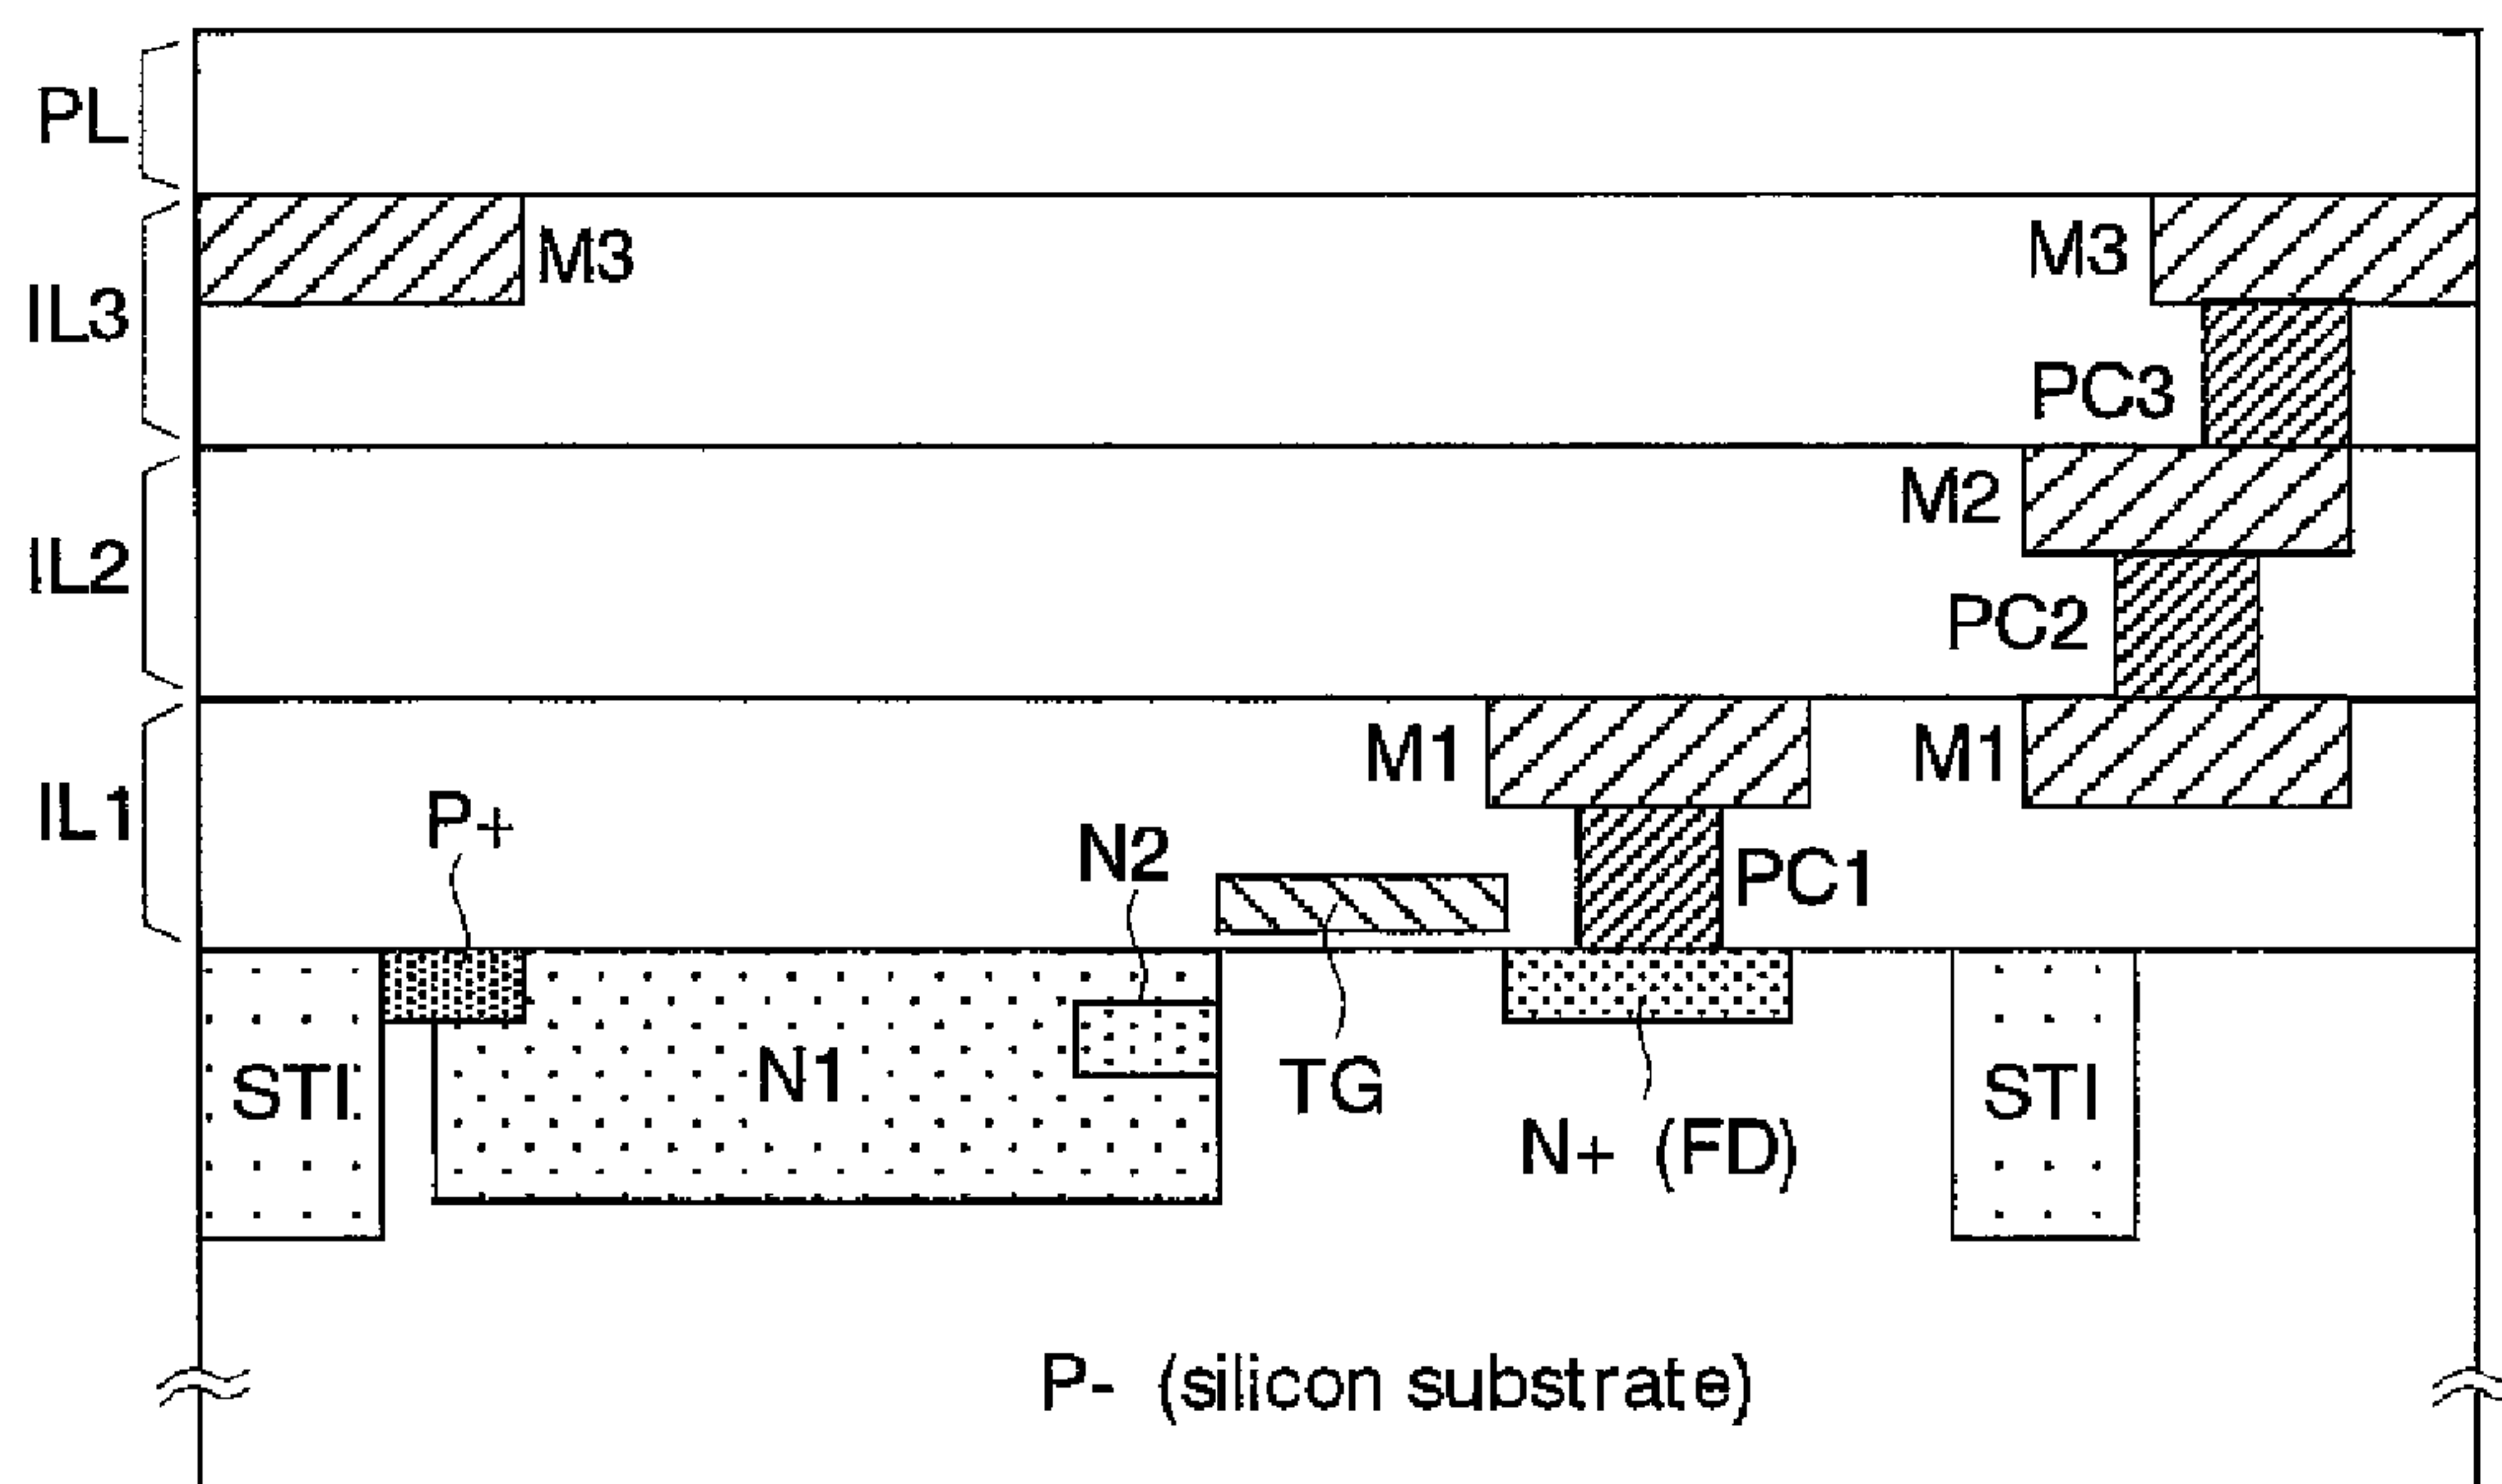 PL
M3
M3
IL3
PC3
M2
IL2
PC2
M1
M1
IL1
P+
N2
PC1
STI
N1
TG
STI
N+ (FD)
P- (silicon substrate)